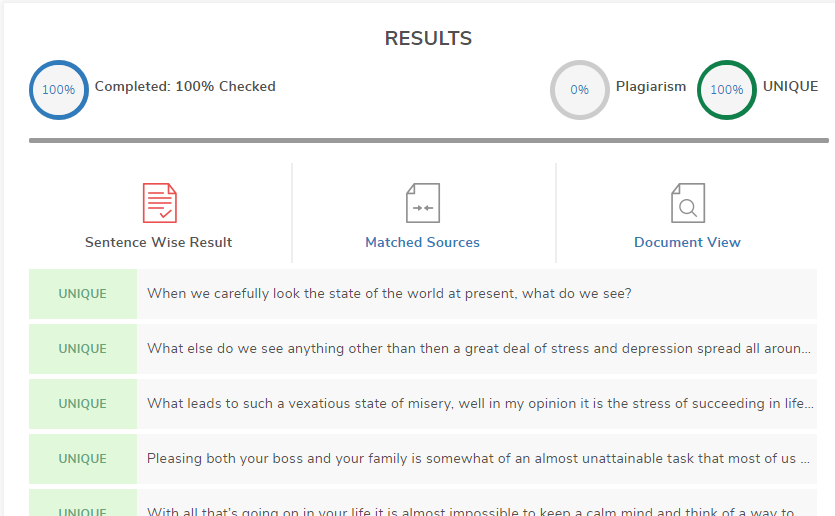 RESULTS
100% Completed: 100% Checked 0% Plagiarism 100% UNIQUE
Sentence Wise Result Matched Sources Document View
UNIQUE When we carefully look the state of the world at present, what do we see?
UNIQUE What else do we see anything other than then a great deal of stress and depression spread all aroun...
UNIQUE What leads to such a vexatious state of misery, well in my opinion it is the stress of succeeding in life...
UNIQUE Pleasing both your boss and your family is somewhat of an almost unattainable task that most of us ...
UNIQUE With all that's going on in your life it is almost impossible to keep a calm mind and think of a way to